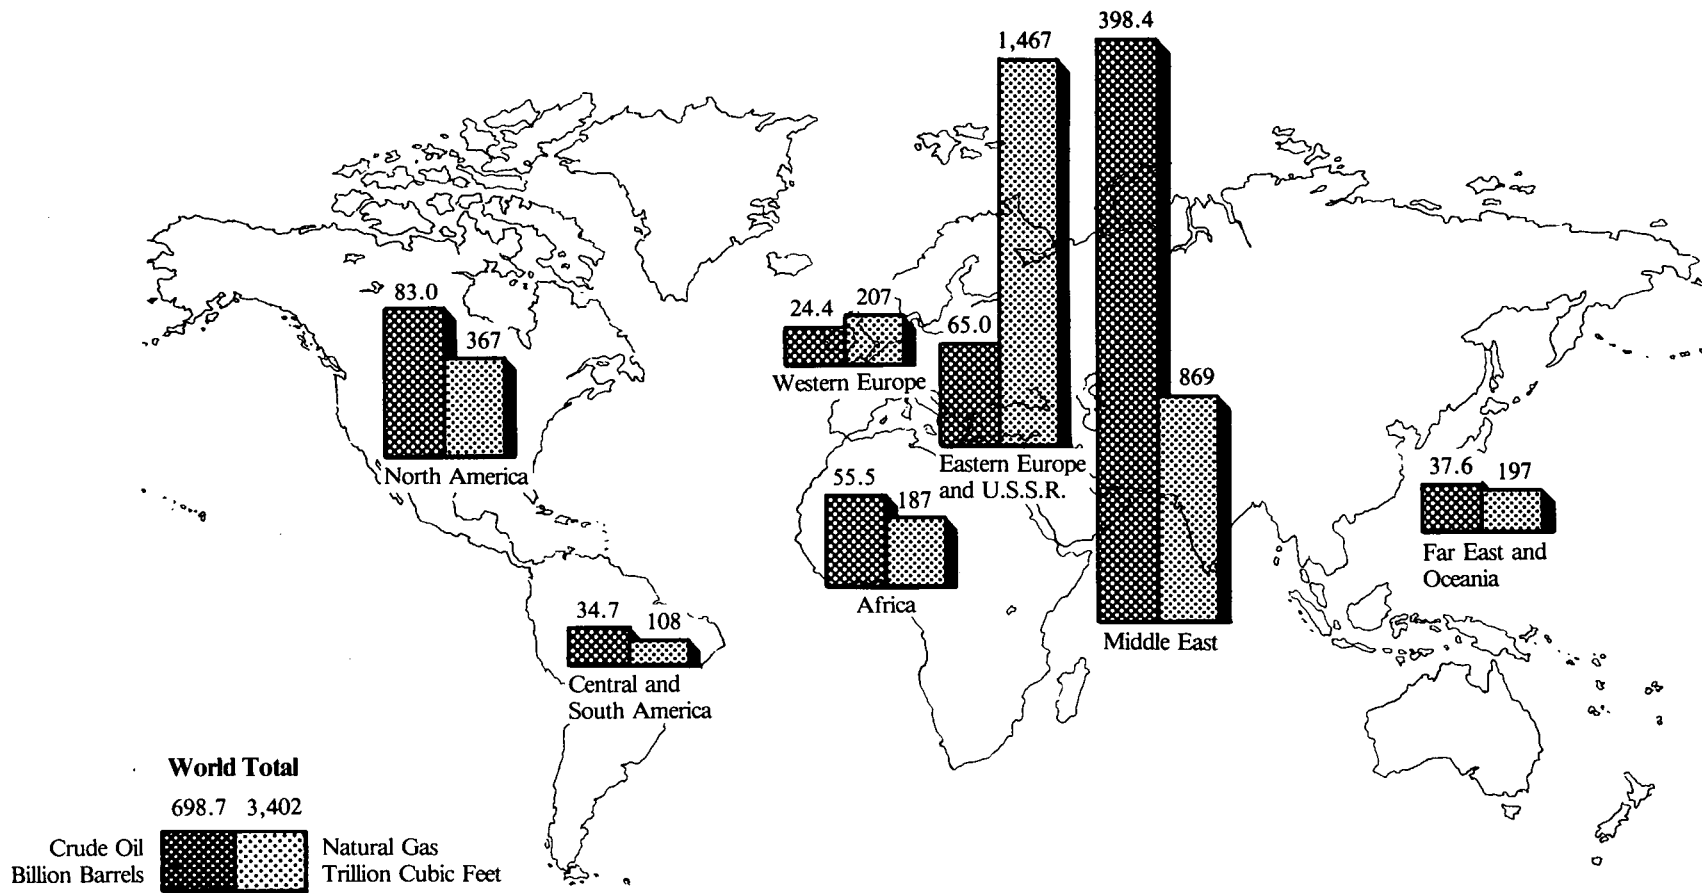 398.4
1,467
83.0
367
24.4
207
65.0
Western Europe
869
North America
Eastern Europe
and U.S.S.R.
55.5
187
37.6
197
Far East and
Oceania
Africa
34.7
108
Middle East
Central and
South America
World Total
698.7 3,402
Crude Oil
Billion Barrels
Natural Gas
Trillion Cubic Feet